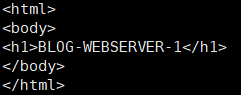 <html>
<body>
<h1>BLOG-WEBSERVER-1</h1>
</body>
</html>